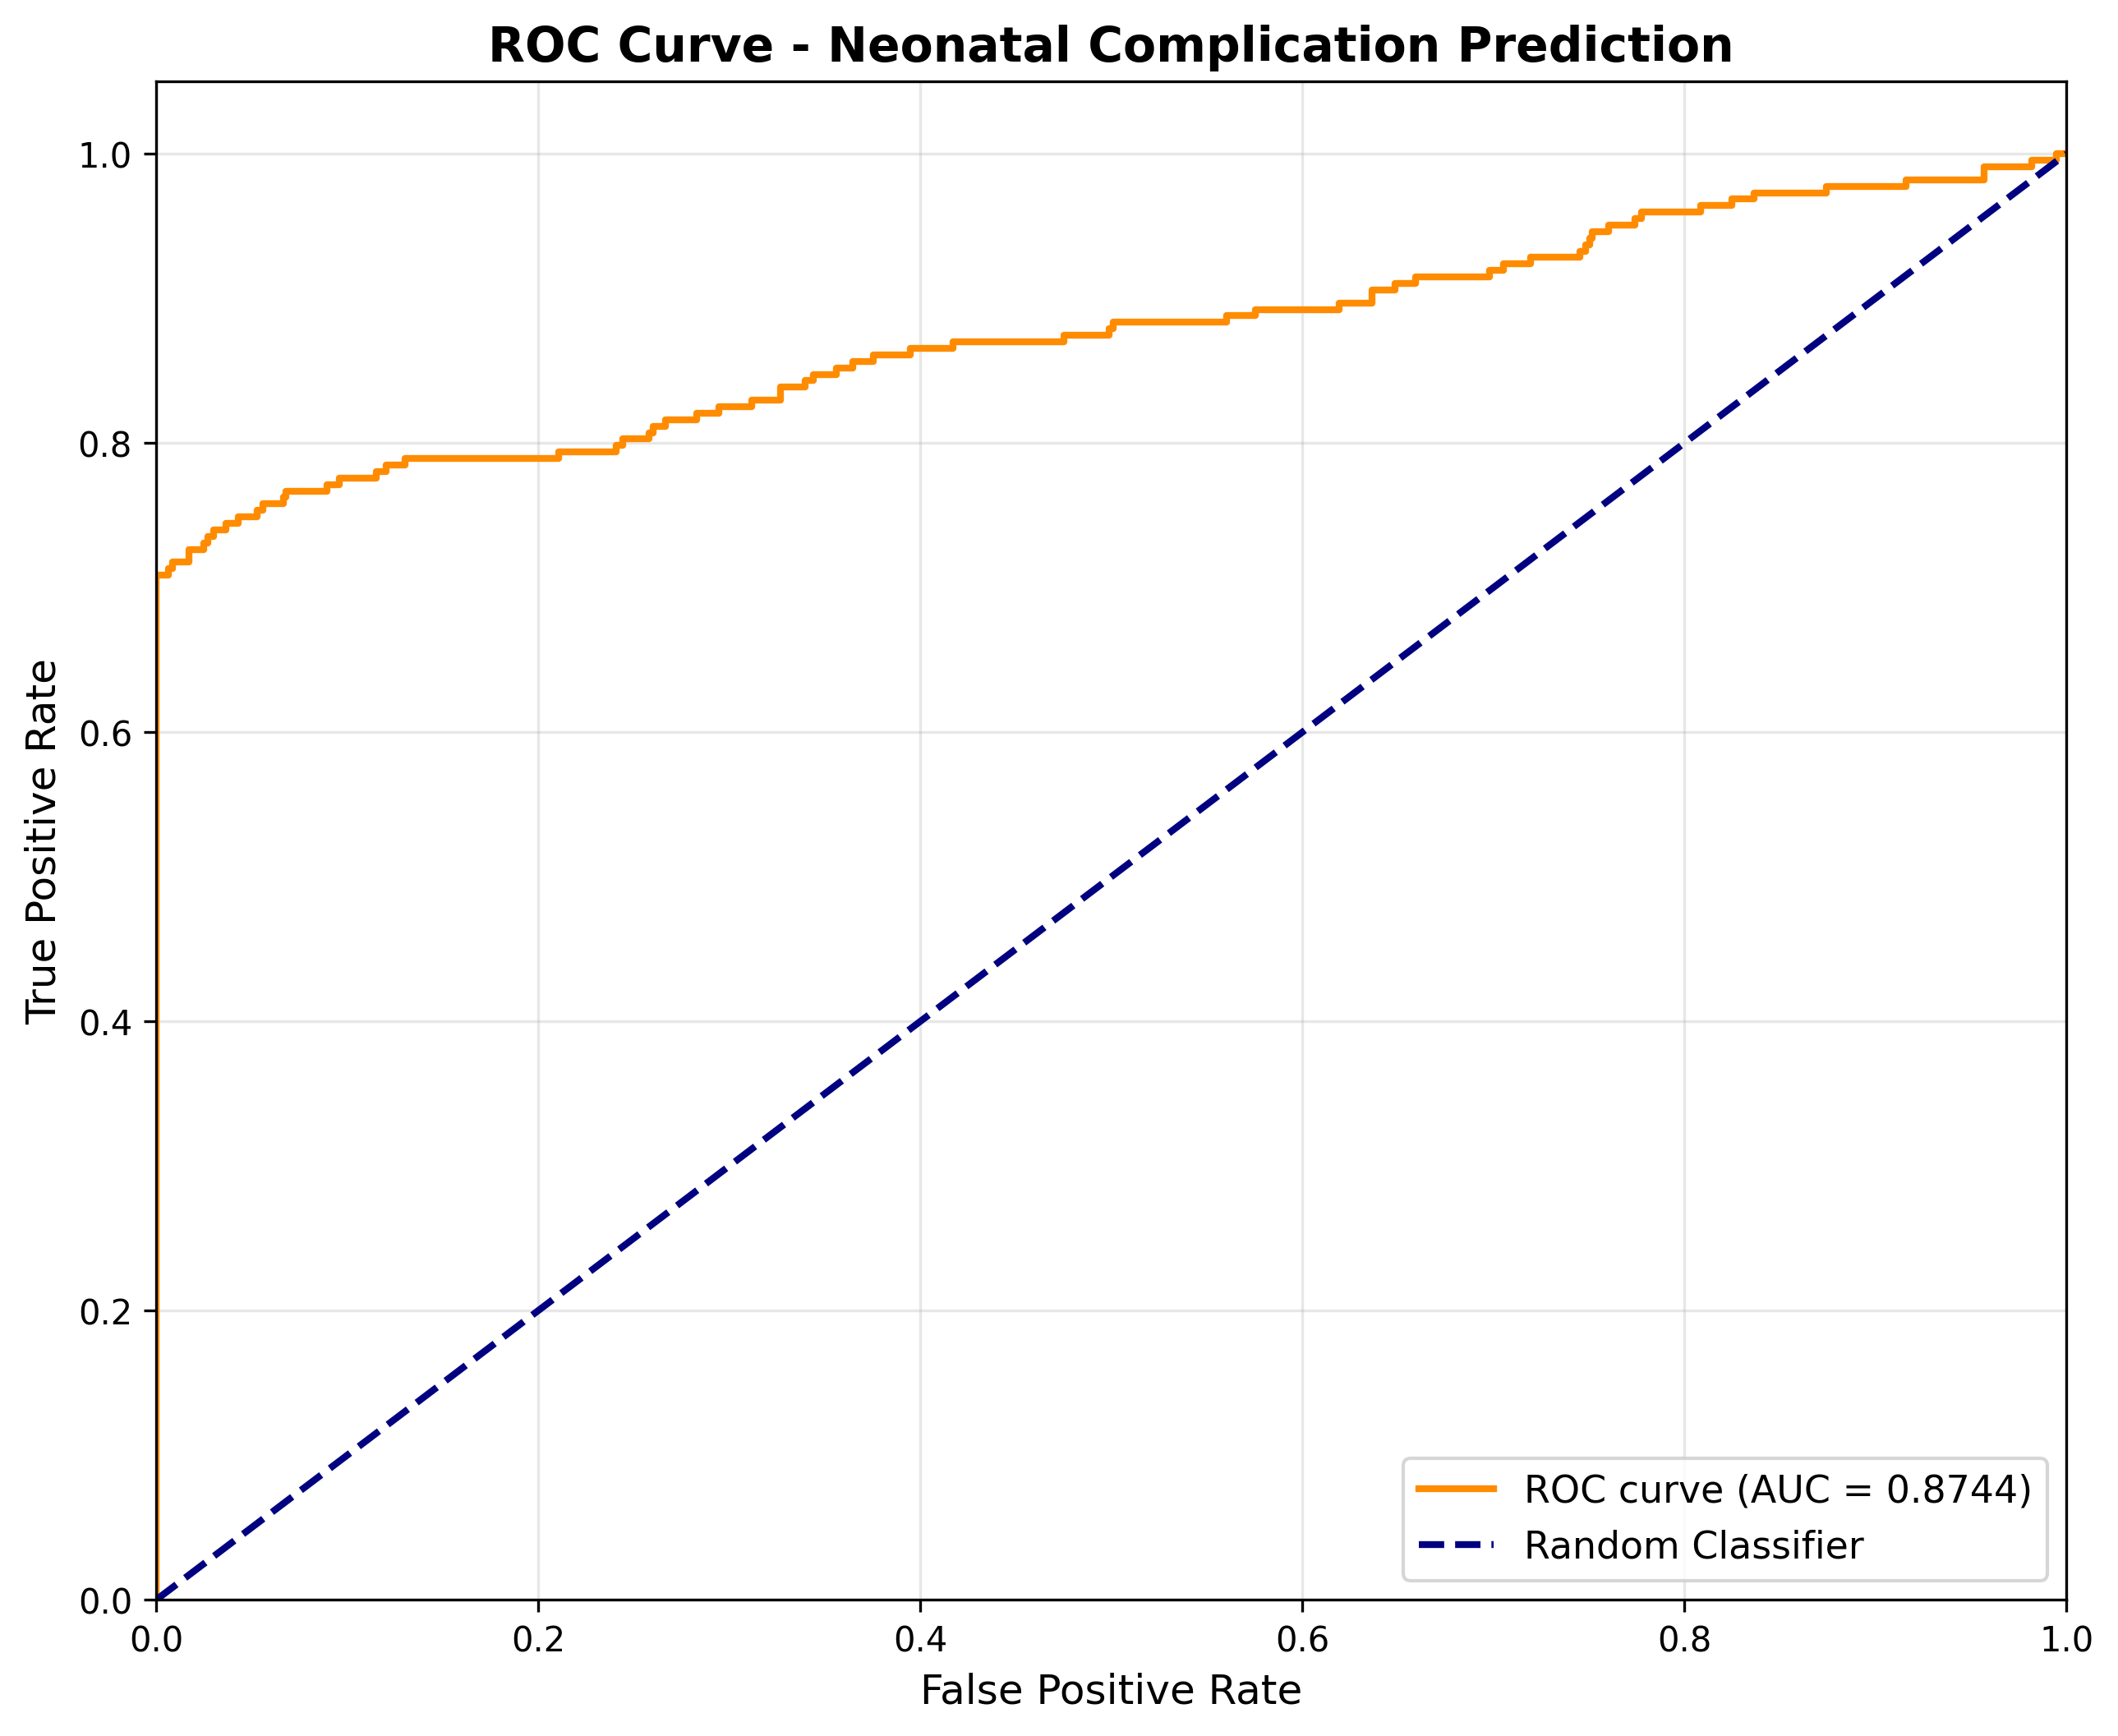 ROC Curve - Neonatal Complication Prediction
True Positive Rate
1.0
0.8
0.6
0.4
0.2
0.0
0.0 0.2 0.4 0.6 0.8 1.0
False Positive Rate
ROC curve (AUC = 0.8744)
Random Classifier